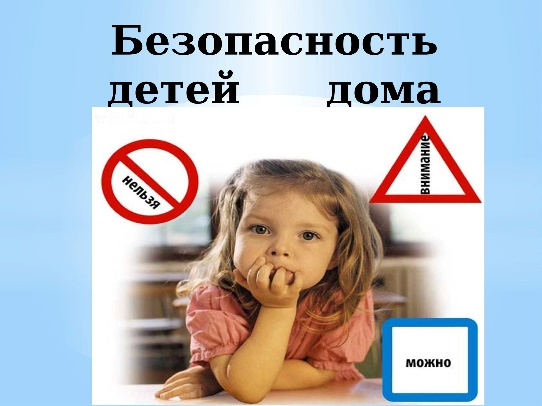 Безопасность
детей дома
нельзя
внимание
можно